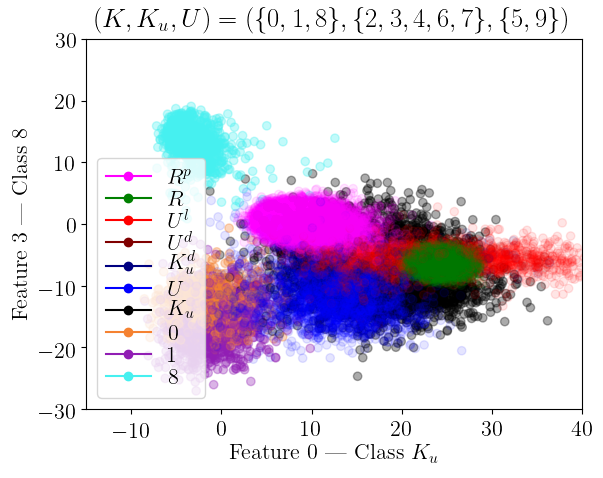 (K, K_u, U) = ({0, 1, 8}, {2, 3, 4, 6, 7}, {5, 9})
30
20
10
0
−10
−20
−30
Feature 3 — Class 8
R^p
R
U^l
U^d
K_u^d
U
K_u
0
1
8
−10
0
10
20
30
40
Feature 0 — Class K_u